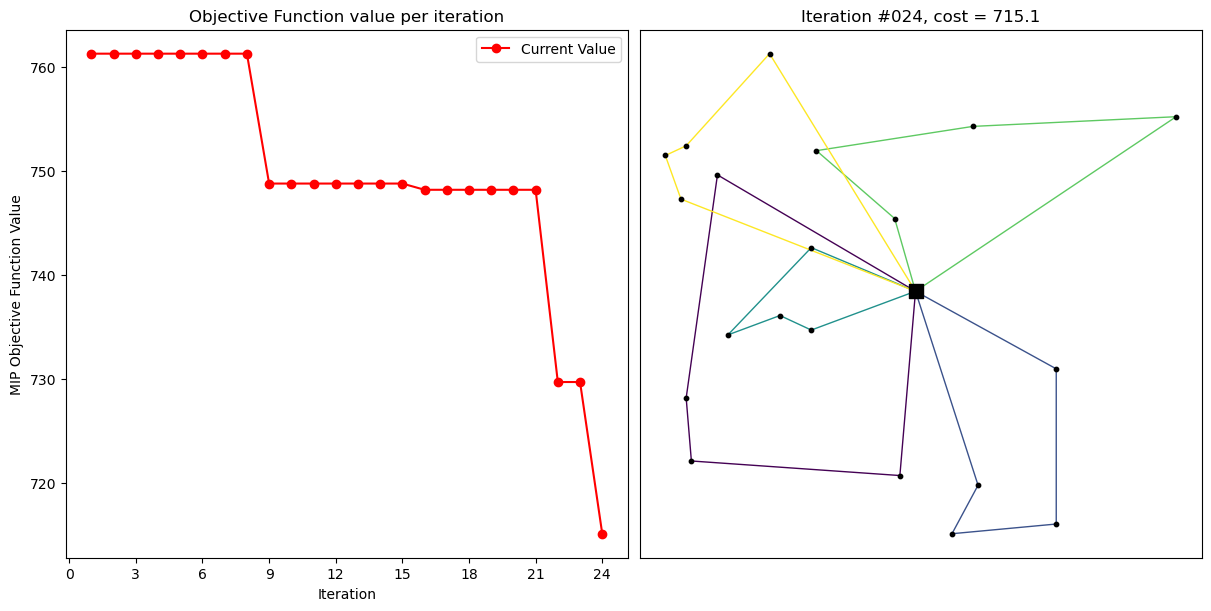 Objective Function value per iteration
Current Value
MIP Objective Function Value
760
750
740
730
720
0 3 6 9 12 15 18 21 24
Iteration
Iteration #024, cost = 715.1